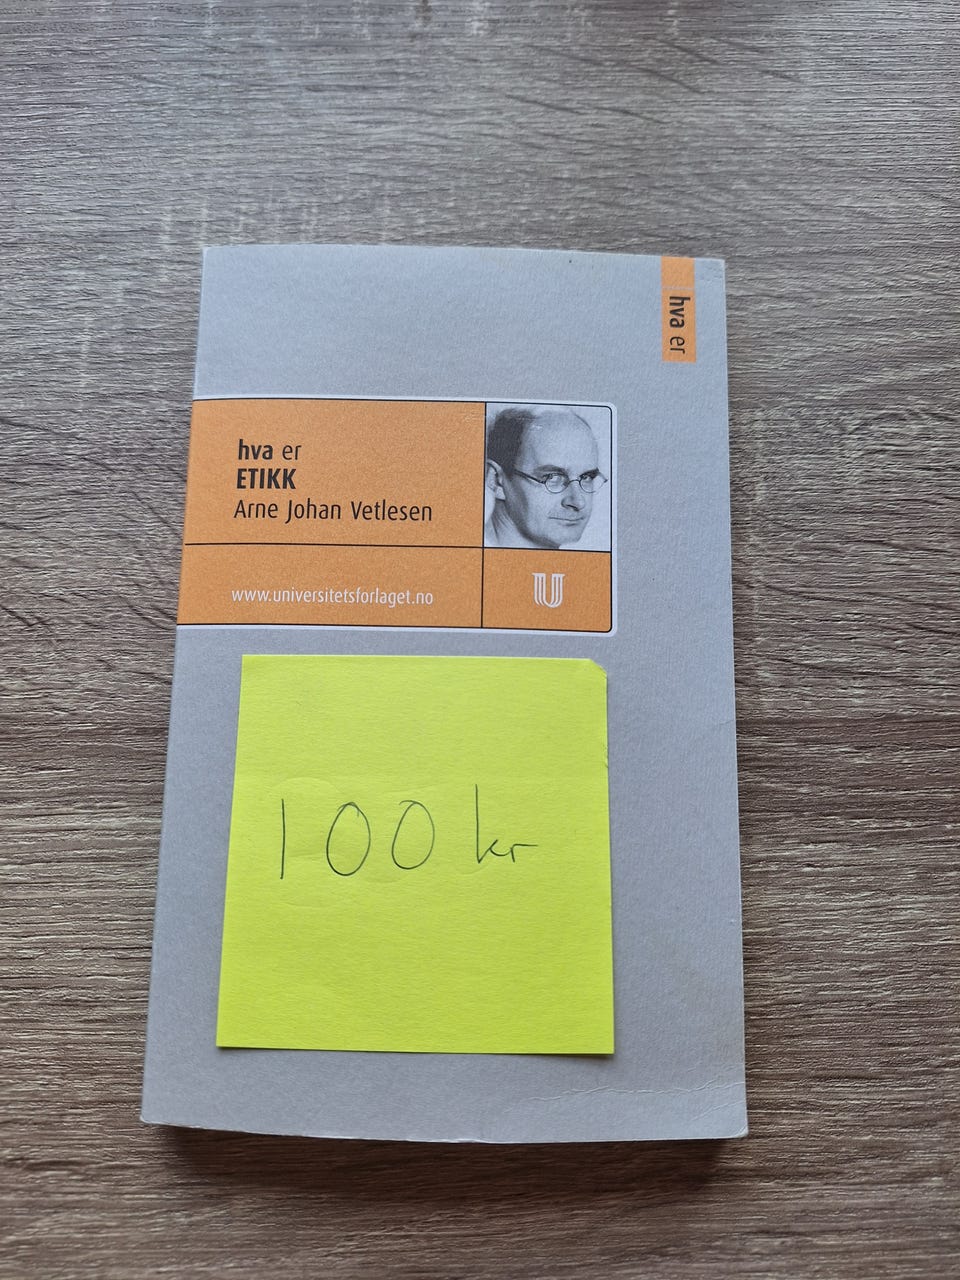 hva er
hva er
ETIKK
Arne Johan Vetlesen
www.universitetsforlaget.no
U
100 kr